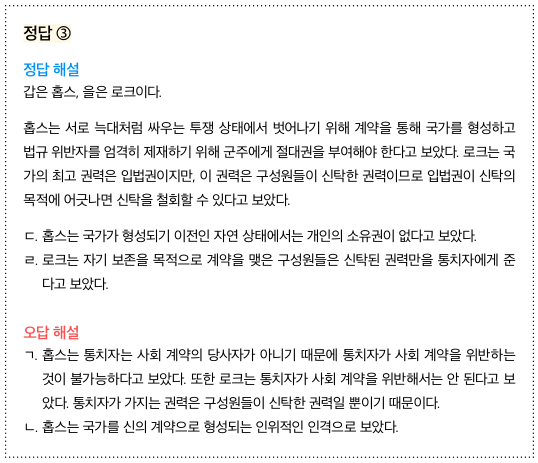 정답 ③
정답 해설
갑은 홉스, 을은 로크이다.
홉스는 서로 늑대처럼 싸우는 투쟁 상태에서 벗어나기 위해 계약을 통해 국가를 형성하고
법규 위반자를 엄격히 제재하기 위해 군주에게 절대권을 부여해야 한다고 보았다. 로크는 국
가의 최고 권력은 입법권이지만, 이 권력은 구성원들이 신탁한 권력이므로 입법권이 신탁의
목적에 어긋나면 신탁을 철회할 수 있다고 보았다.
ㄷ. 홉스는 국가가 형성되기 이전인 자연 상태에서는 개인의 소유권이 없다고 보았다.
ㄹ. 로크는 자기 보존을 목적으로 계약을 맺은 구성원들은 신탁된 권력만을 통치자에게 준
다고 보았다.
오답 해설
ㄱ. 홉스는 통치자는 사회 계약의 당사자가 아니기 때문에 통치자가 사회 계약을 위반하는
것이 불가능하다고 보았다. 또한 로크는 통치자가 사회 계약을 위반해서는 안 된다고 보
았다. 통치자가 가지는 권력은 구성원들이 신탁한 권력일 뿐이기 때문이다.
ㄴ. 홉스는 국가를 신의 계약으로 형성되는 인위적인 인격으로 보았다.